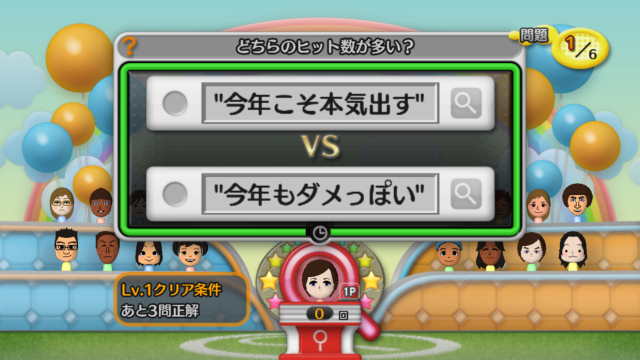 どちらのヒット数が多い？
問題
1/6
"今年こそ本気出す"
VS
"今年もダメっぽい"
Lv.1クリア条件
あと3問正解
1P
0回